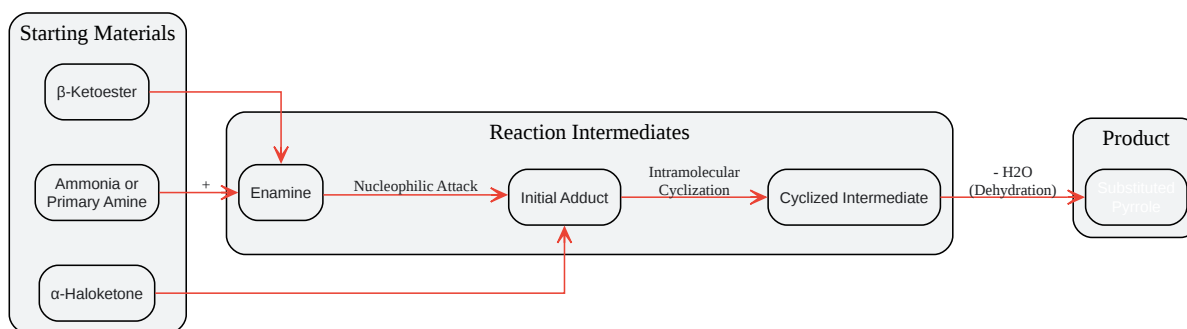 Starting Materials
β-Ketoester
Ammonia or
Primary Amine
α-Haloketone
+
Reaction Intermediates
Enamine
Nucleophilic Attack
Initial Adduct
Intramolecular
Cyclization
Cyclized Intermediate
- H2O
(Dehydration)
Product
Substituted
Pyrrole